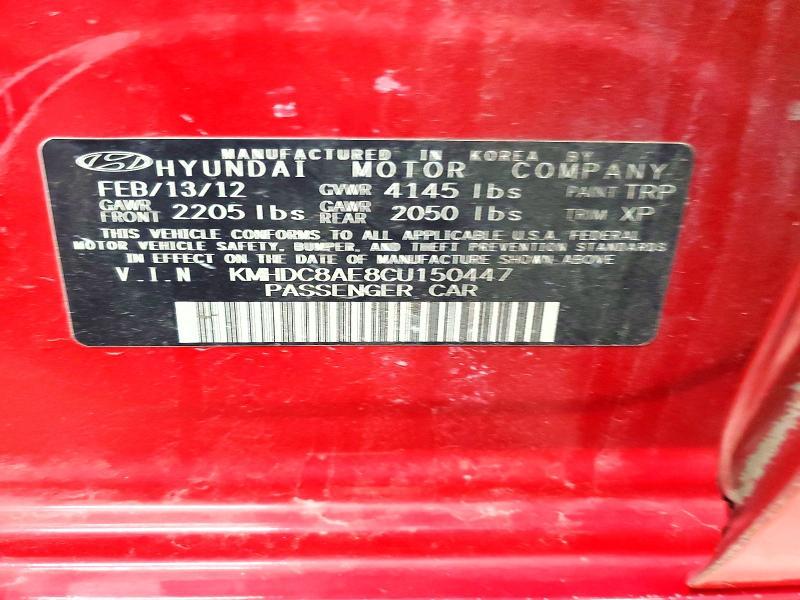 MANUFACTURED IN KOREA BY
HYUNDAI MOTOR COMPANY
FEB/13/12 GVWR 4145 lbs PAINT TRP
GAWR FRONT 2205 lbs GAWR REAR 2050 lbs TRIM XP
THIS VEHICLE CONFORMS TO ALL APPLICABLE U.S.A. FEDERAL
MOTOR VEHICLE SAFETY, BUMPER, AND THEFT PREVENTION STANDARDS
IN EFFECT ON THE DATE OF MANUFACTURE SHOWN ABOVE
V.I.N KMHDC8AE8CU150447
PASSENGER CAR